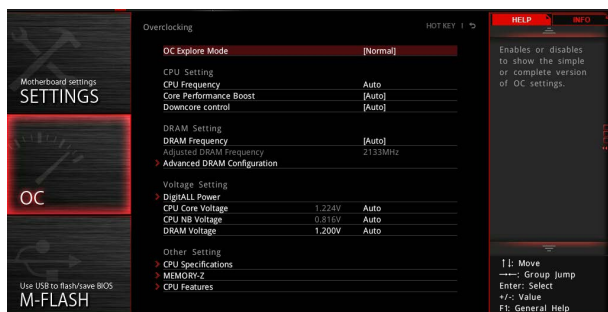 Overclocking
HOT KEY |
HELP
INFO
OC Explore Mode [Normal]
CPU Setting
CPU Frequency Auto
Core Performance Boost [Auto]
Downcore control [Auto]
DRAM Setting
DRAM Frequency [Auto]
Adjusted DRAM Frequency 2133MHz
Advanced DRAM Configuration
Voltage Setting
DigitALL Power
CPU Core Voltage 1.224V Auto
CPU NB Voltage 0.816V Auto
DRAM Voltage 1.200V Auto
Other Setting
CPU Specifications
MEMORY-Z
CPU Features
Motherboard settings
SETTINGS
OC
Use USB to flash/save BIOS
M-FLASH
Enables or disables
to show the simple
or complete version
of OC settings.
↑↓: Move
→←: Group Jump
Enter: Select
+/-: Value
F1: General Help